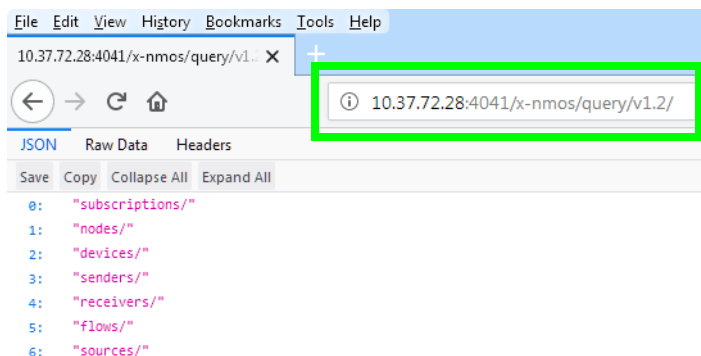 File Edit View History Bookmarks Tools Help
10.37.72.28:4041/x-nmos/query/v1.2
10.37.72.28:4041/x-nmos/query/v1.2/
JSON Raw Data Headers
Save Copy Collapse All Expand All
0: "subscriptions/"
1: "nodes/"
2: "devices/"
3: "senders/"
4: "receivers/"
5: "flows/"
6: "sources/"